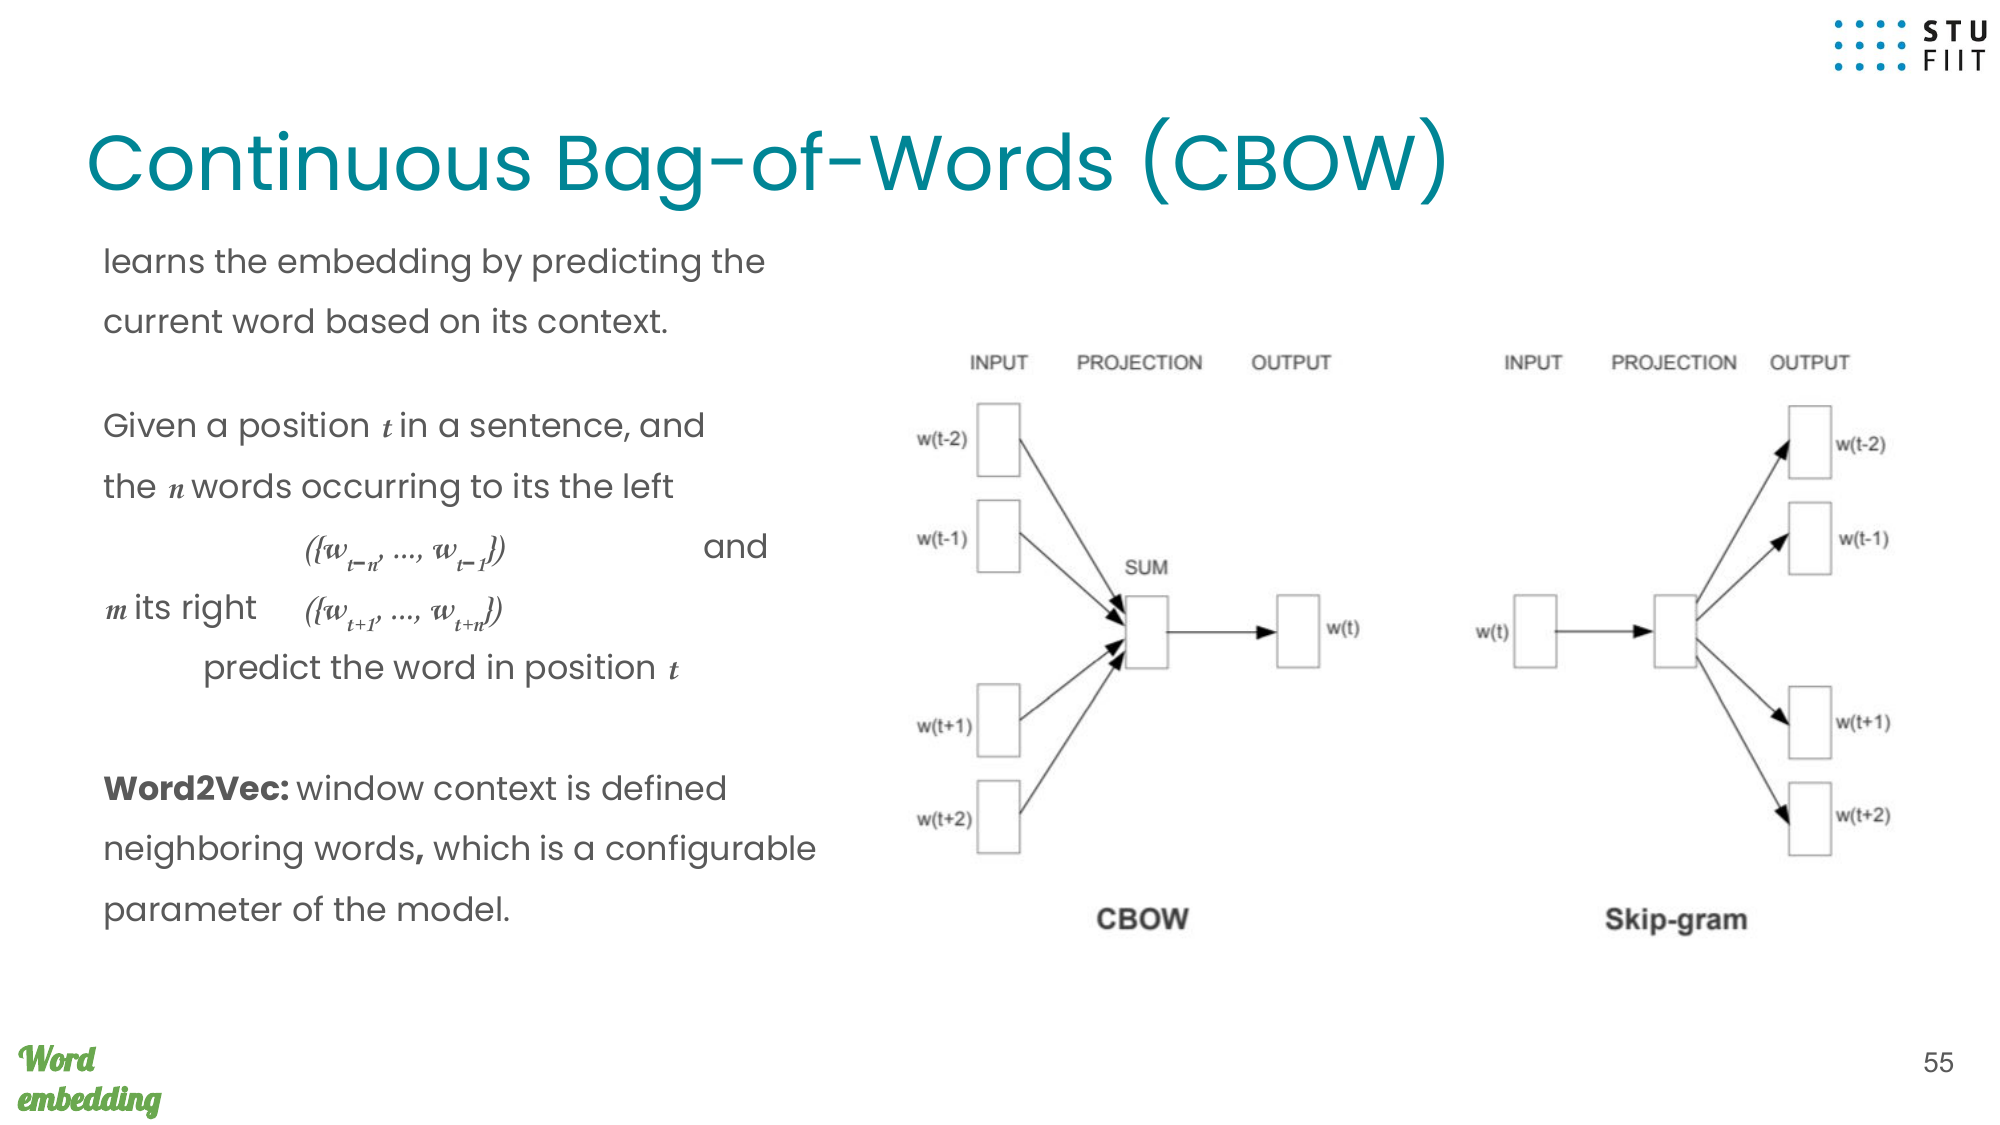 STU
FIIT
Continuous Bag-of-Words (CBOW)
learns the embedding by predicting the
current word based on its context.
Given a position t in a sentence, and
the n words occurring to its the left
({w_{t−n}, ..., w_{t−1}}) and
m its right ({w_{t+1}, ..., w_{t+n}})
predict the word in position t
Word2Vec: window context is defined
neighboring words, which is a configurable
parameter of the model.
INPUT PROJECTION OUTPUT
w(t-2)
w(t-1)
SUM
w(t)
w(t+1)
w(t+2)
CBOW
INPUT PROJECTION OUTPUT
w(t-2)
w(t-1)
w(t)
w(t+1)
w(t+2)
Skip-gram
Word
embedding
55